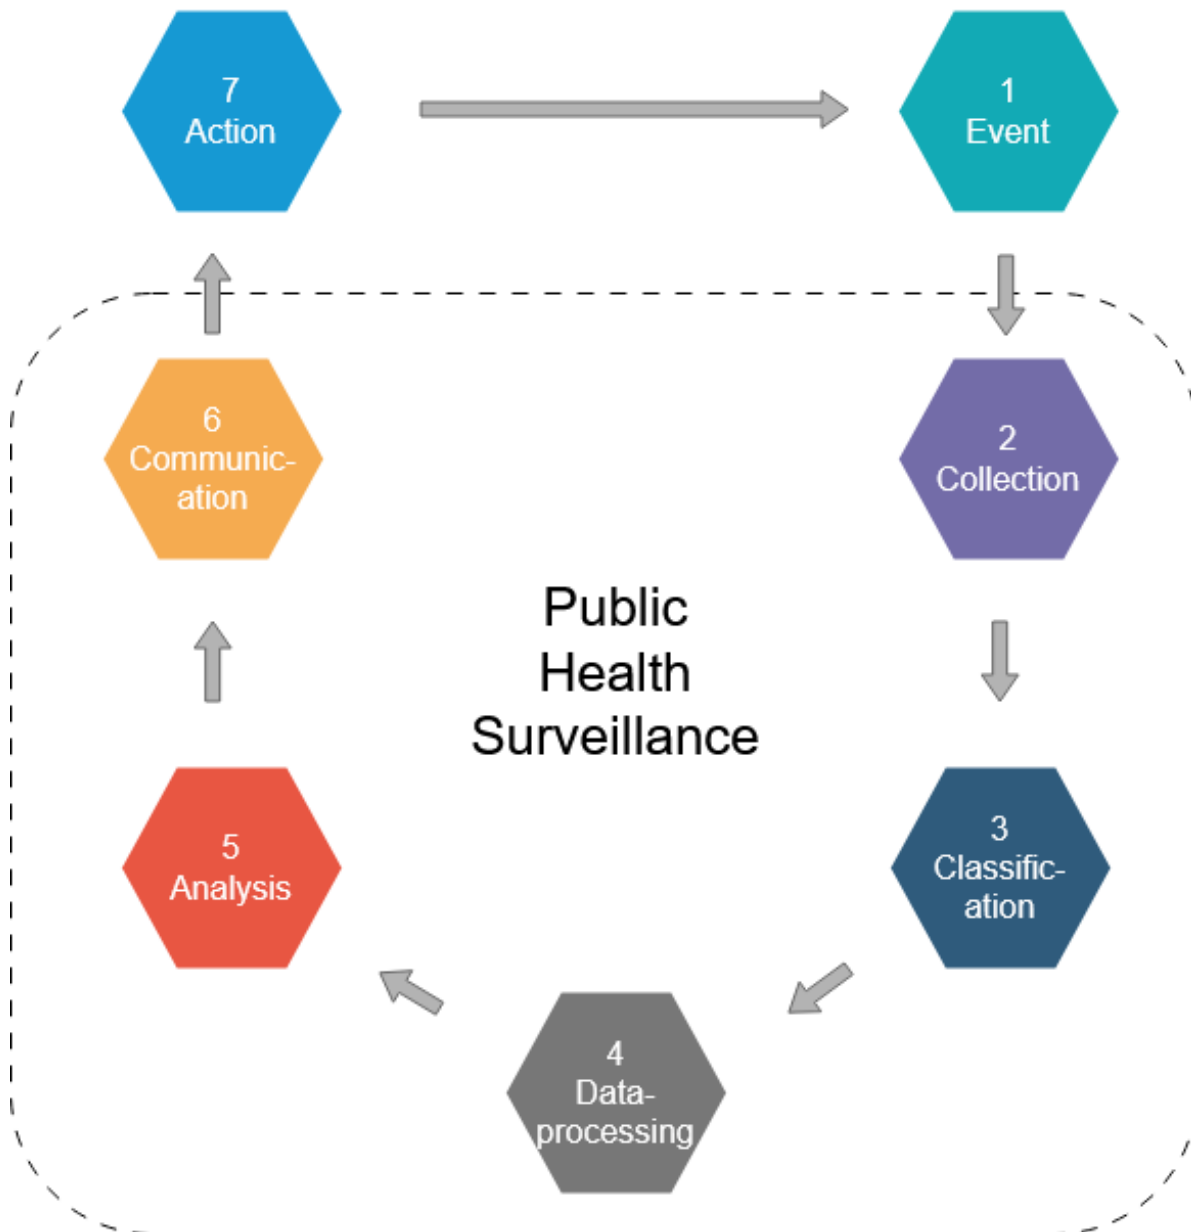 7
Action
1
Event
6
Communic-
ation
2
Collection
Public
Health
Surveillance
5
Analysis
3
Classific-
ation
4
Data-
processing